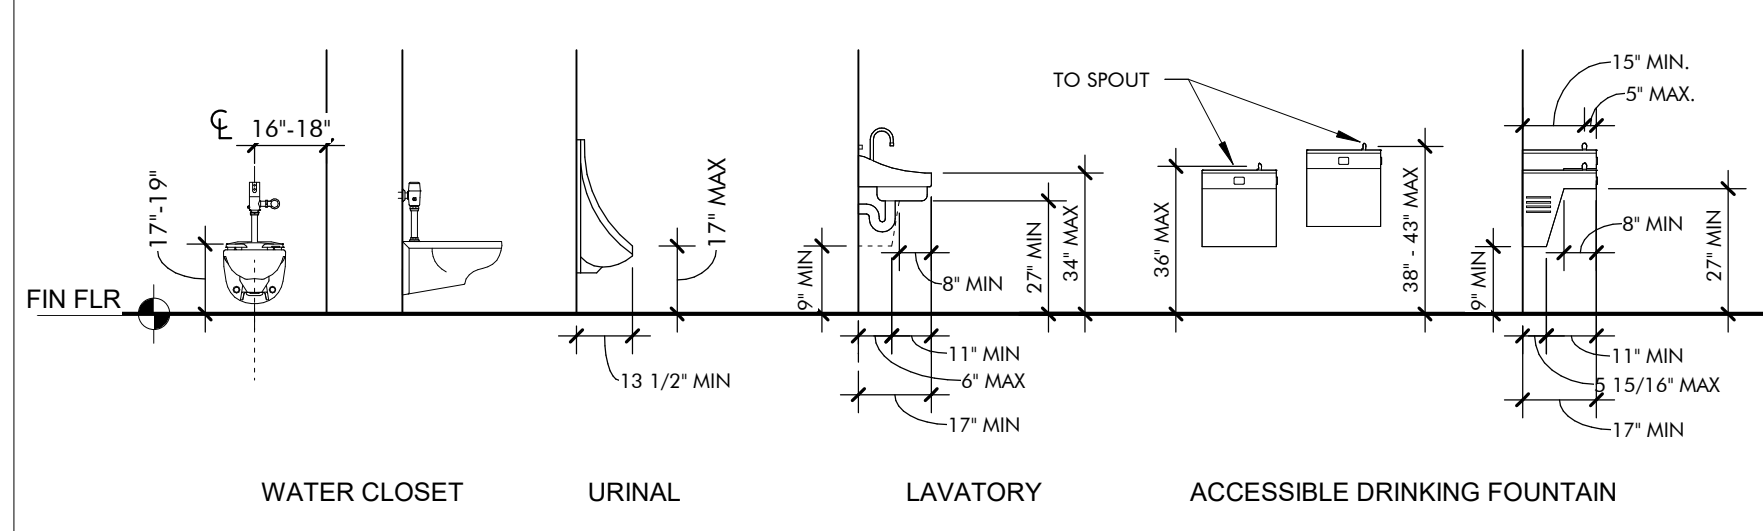 ℄ 16"-18"
17"-19"
FIN FLR
17" MAX
13 1/2" MIN
WATER CLOSET
URINAL
9" MIN
8" MIN
27" MIN
34" MAX
11" MIN
6" MAX
17" MIN
LAVATORY
TO SPOUT
36" MAX
38" - 43" MAX
15" MIN.
5" MAX.
8" MIN
9" MIN
27" MIN
11" MIN
5 15/16" MAX
17" MIN
ACCESSIBLE DRINKING FOUNTAIN